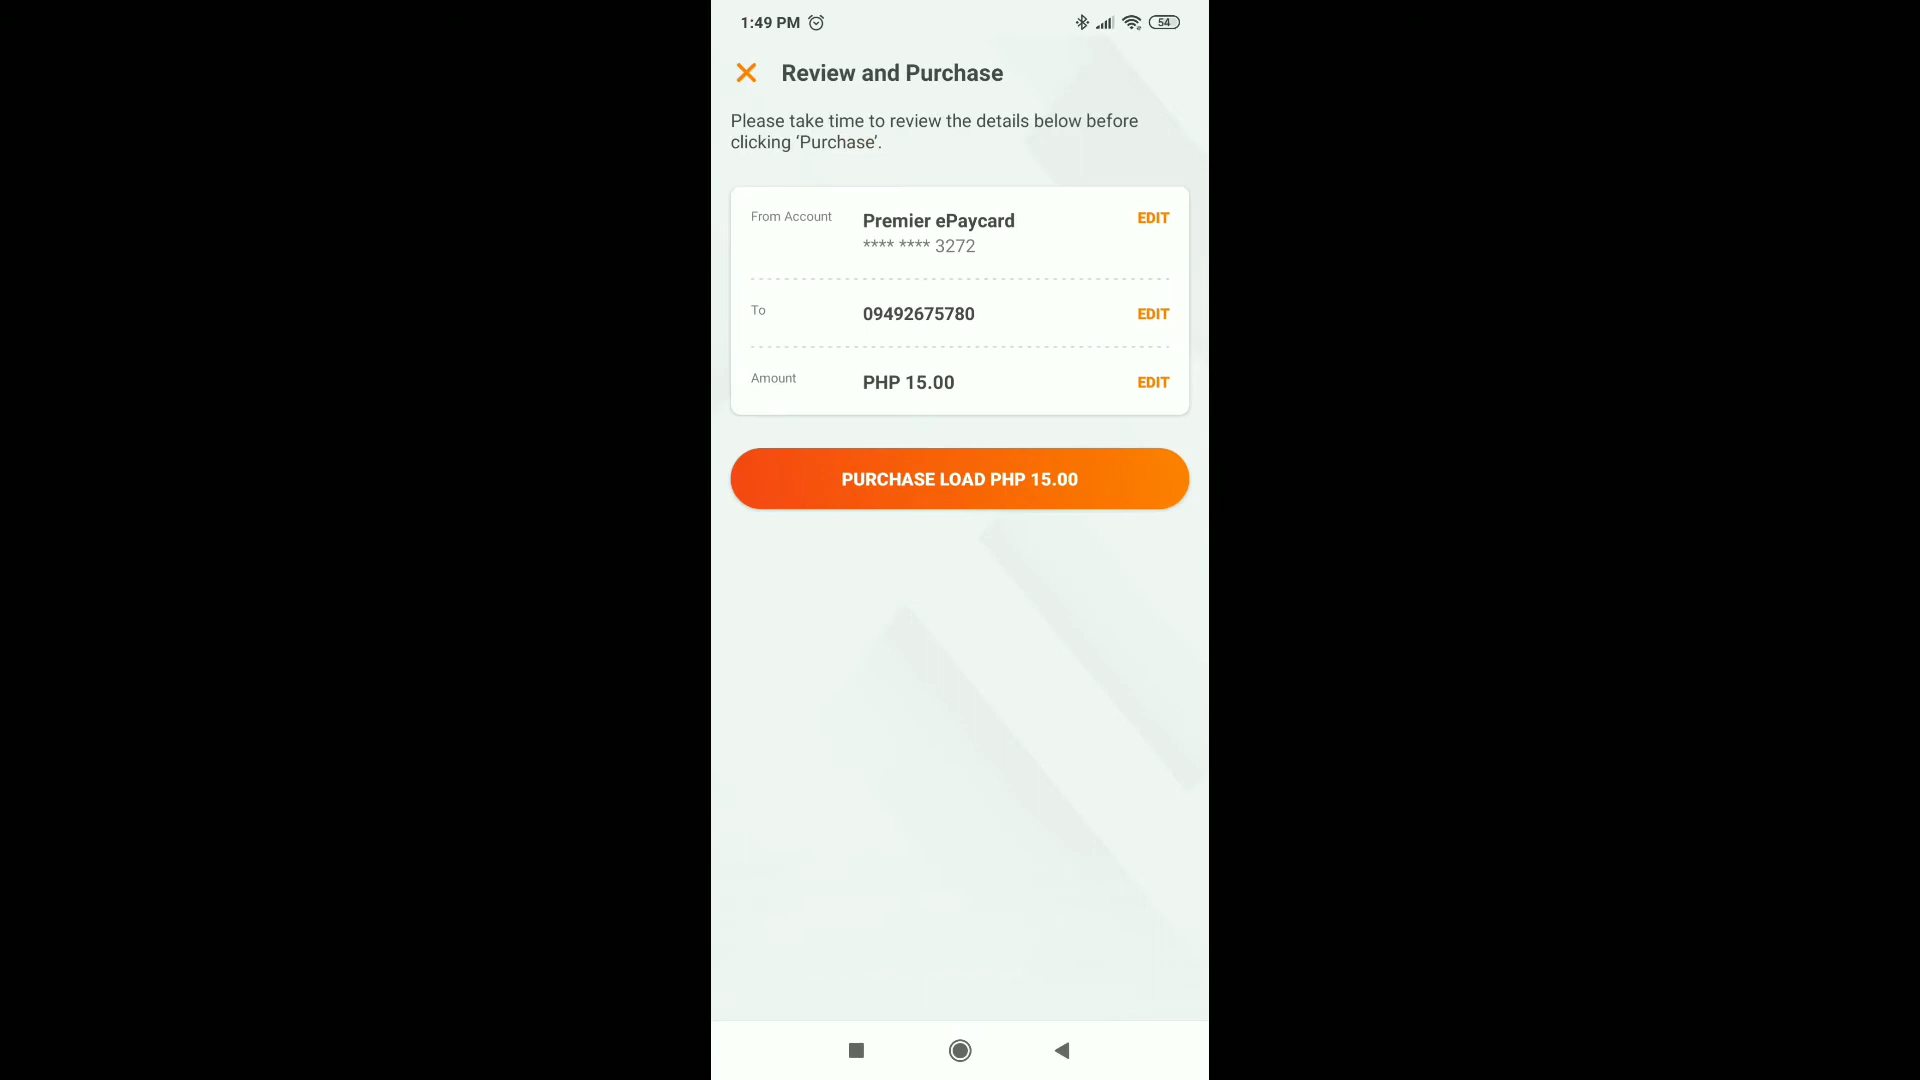 1:49 PM
54
Review and Purchase
Please take time to review the details below before
clicking ‘Purchase’.
From Account
Premier ePaycard
EDIT
**** **** 3272
To
09492675780
EDIT
Amount
PHP 15.00
EDIT
PURCHASE LOAD PHP 15.00